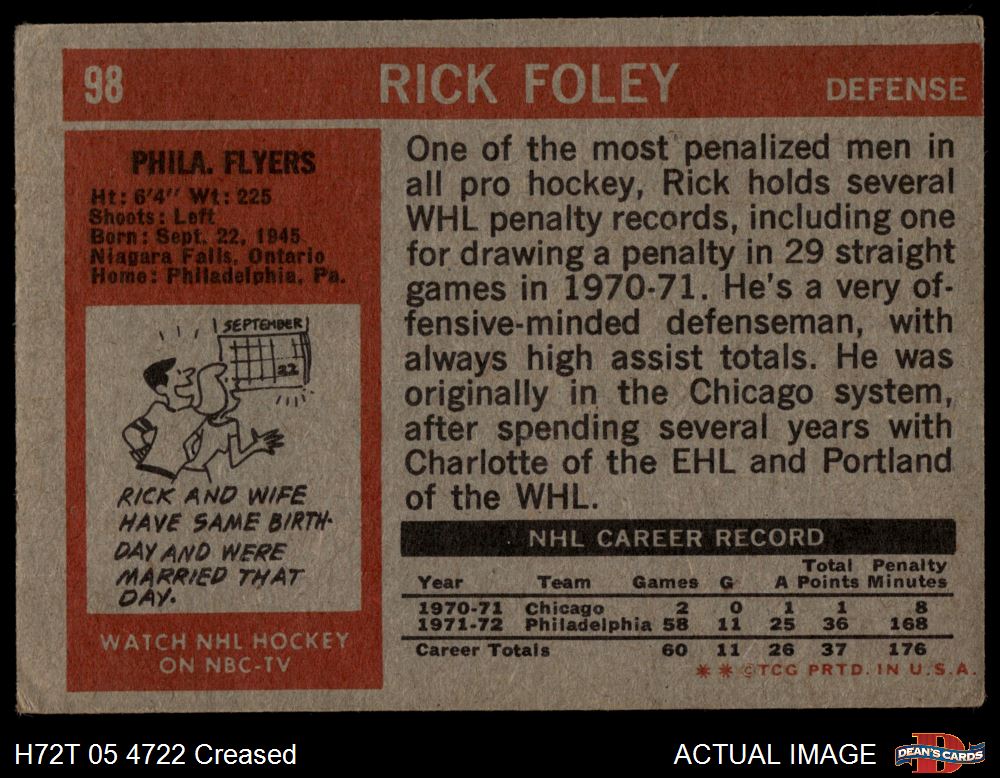 98 RICK FOLEY DEFENSE
PHILA. FLYERS
Ht: 6'4" Wt: 225
Shoots: Left
Born: Sept. 22, 1945
Niagara Falls, Ontario
Home: Philadelphia, Pa.
SEPTEMBER
22
RICK AND WIFE
HAVE SAME BIRTH-
DAY AND WERE
MARRIED THAT
DAY.
WATCH NHL HOCKEY
ON NBC-TV
One of the most penalized men in
all pro hockey, Rick holds several
WHL penalty records, including one
for drawing a penalty in 29 straight
games in 1970-71. He's a very of-
fensive-minded defenseman, with
always high assist totals. He was
originally in the Chicago system,
after spending several years with
Charlotte of the EHL and Portland
of the WHL.
NHL CAREER RECORD
Total Penalty
Year Team Games G A Points Minutes
1970-71 Chicago 2 0 1 1 8
1971-72 Philadelphia 58 11 25 36 168
Career Totals 60 11 26 37 176
* * ©TCG PRTD. IN U.S.A.
H72T 05 4722 Creased ACTUAL IMAGE DEAN'S CARDS